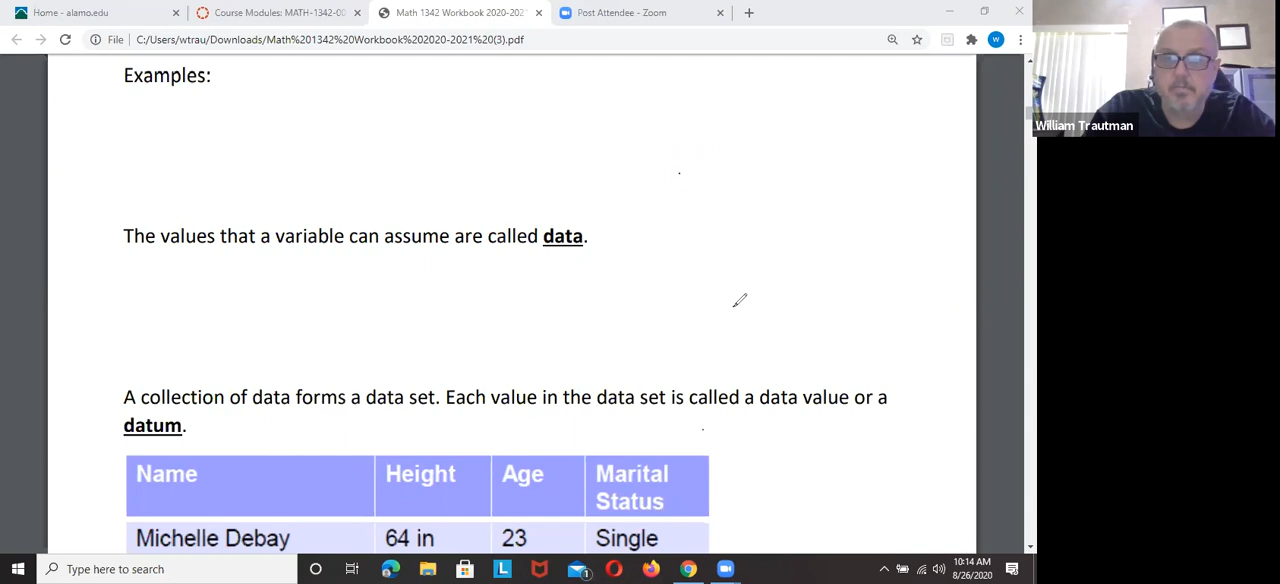 Home - alamo.edu
Course Modules: MATH-1342-00
Math 1342 Workbook 2020-2021
Post Attendee - Zoom
File
C:/Users/wtrau/Downloads/Math%201342%20Workbook%202020-2021%20(3).pdf
W
Examples:
William Trautman
The values that a variable can assume are called data.
A collection of data forms a data set. Each value in the data set is called a data value or a
datum.
Name Height Age Marital
Status
Michelle Debay 64 in 23 Single
Type here to search
L
1
10:14 AM
8/26/2020